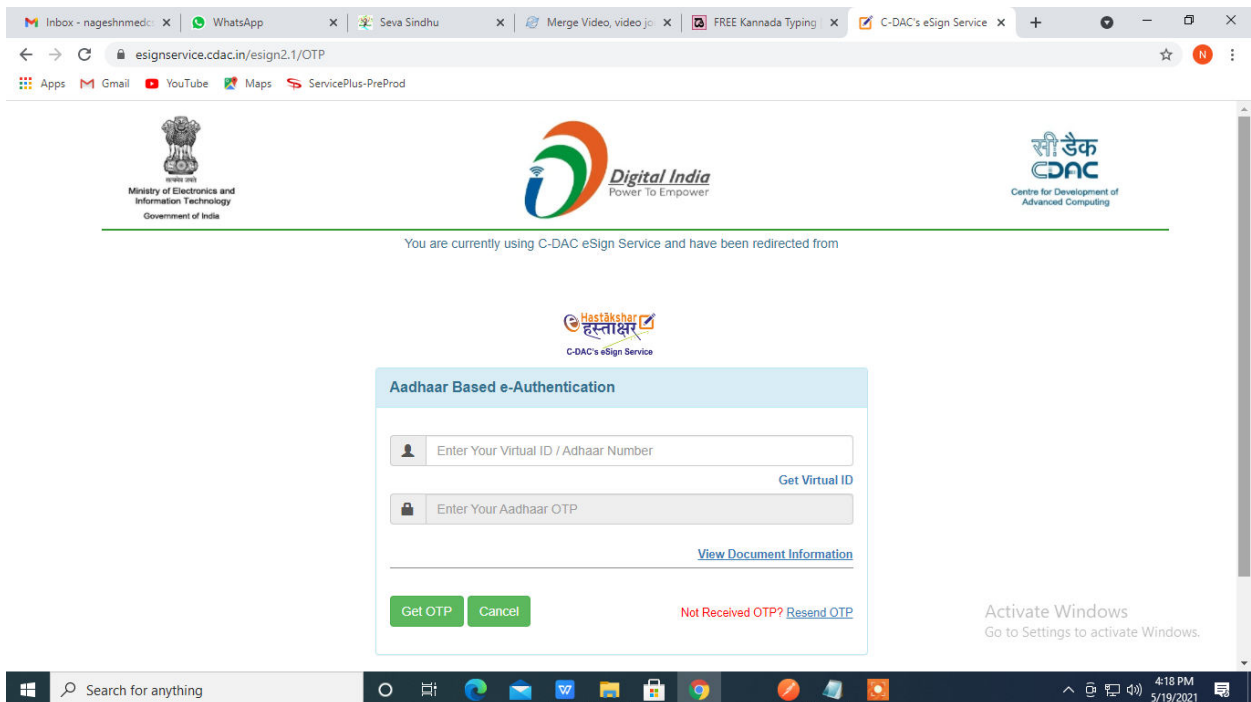 Inbox - nageshnmedc
WhatsApp
Seva Sindhu
Merge Video, video jo
FREE Kannada Typing
C-DAC's eSign Service
esignservice.cdac.in/esign2.1/OTP
N
Apps
Gmail
YouTube
Maps
ServicePlus-PreProd
सत्यमेव जयते
Ministry of Electronics and
Information Technology
Government of India
Digital India
Power To Empower
सी डैक
CDAC
Centre for Development of
Advanced Computing
You are currently using C-DAC eSign Service and have been redirected from
e Hastākshar
हस्ताक्षर
C-DAC's eSign Service
Aadhaar Based e-Authentication
Enter Your Virtual ID / Adhaar Number
Get Virtual ID
Enter Your Aadhaar OTP
View Document Information
Get OTP
Cancel
Not Received OTP? Resend OTP
Activate Windows
Go to Settings to activate Windows.
Search for anything
4:18 PM
5/19/2021